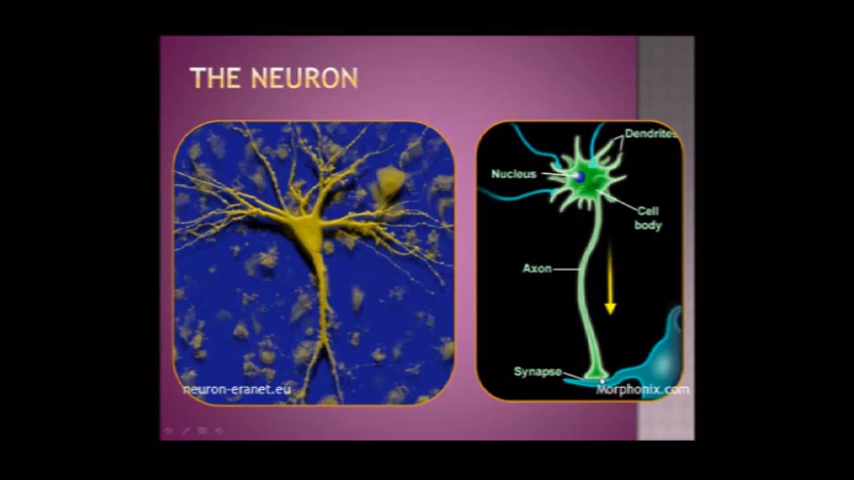 THE NEURON
neuron-eranet.eu
Dendrites
Nucleus
Cell
body
Axon
Synapse
Morphonix.com